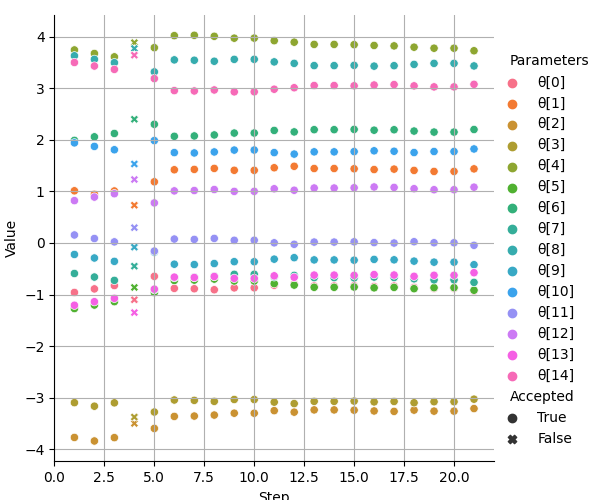 4
3
2
1
0
−1
−2
−3
−4
Value
0.0 2.5 5.0 7.5 10.0 12.5 15.0 17.5 20.0
Step
Parameters
θ[0]
θ[1]
θ[2]
θ[3]
θ[4]
θ[5]
θ[6]
θ[7]
θ[8]
θ[9]
θ[10]
θ[11]
θ[12]
θ[13]
θ[14]
Accepted
True
False